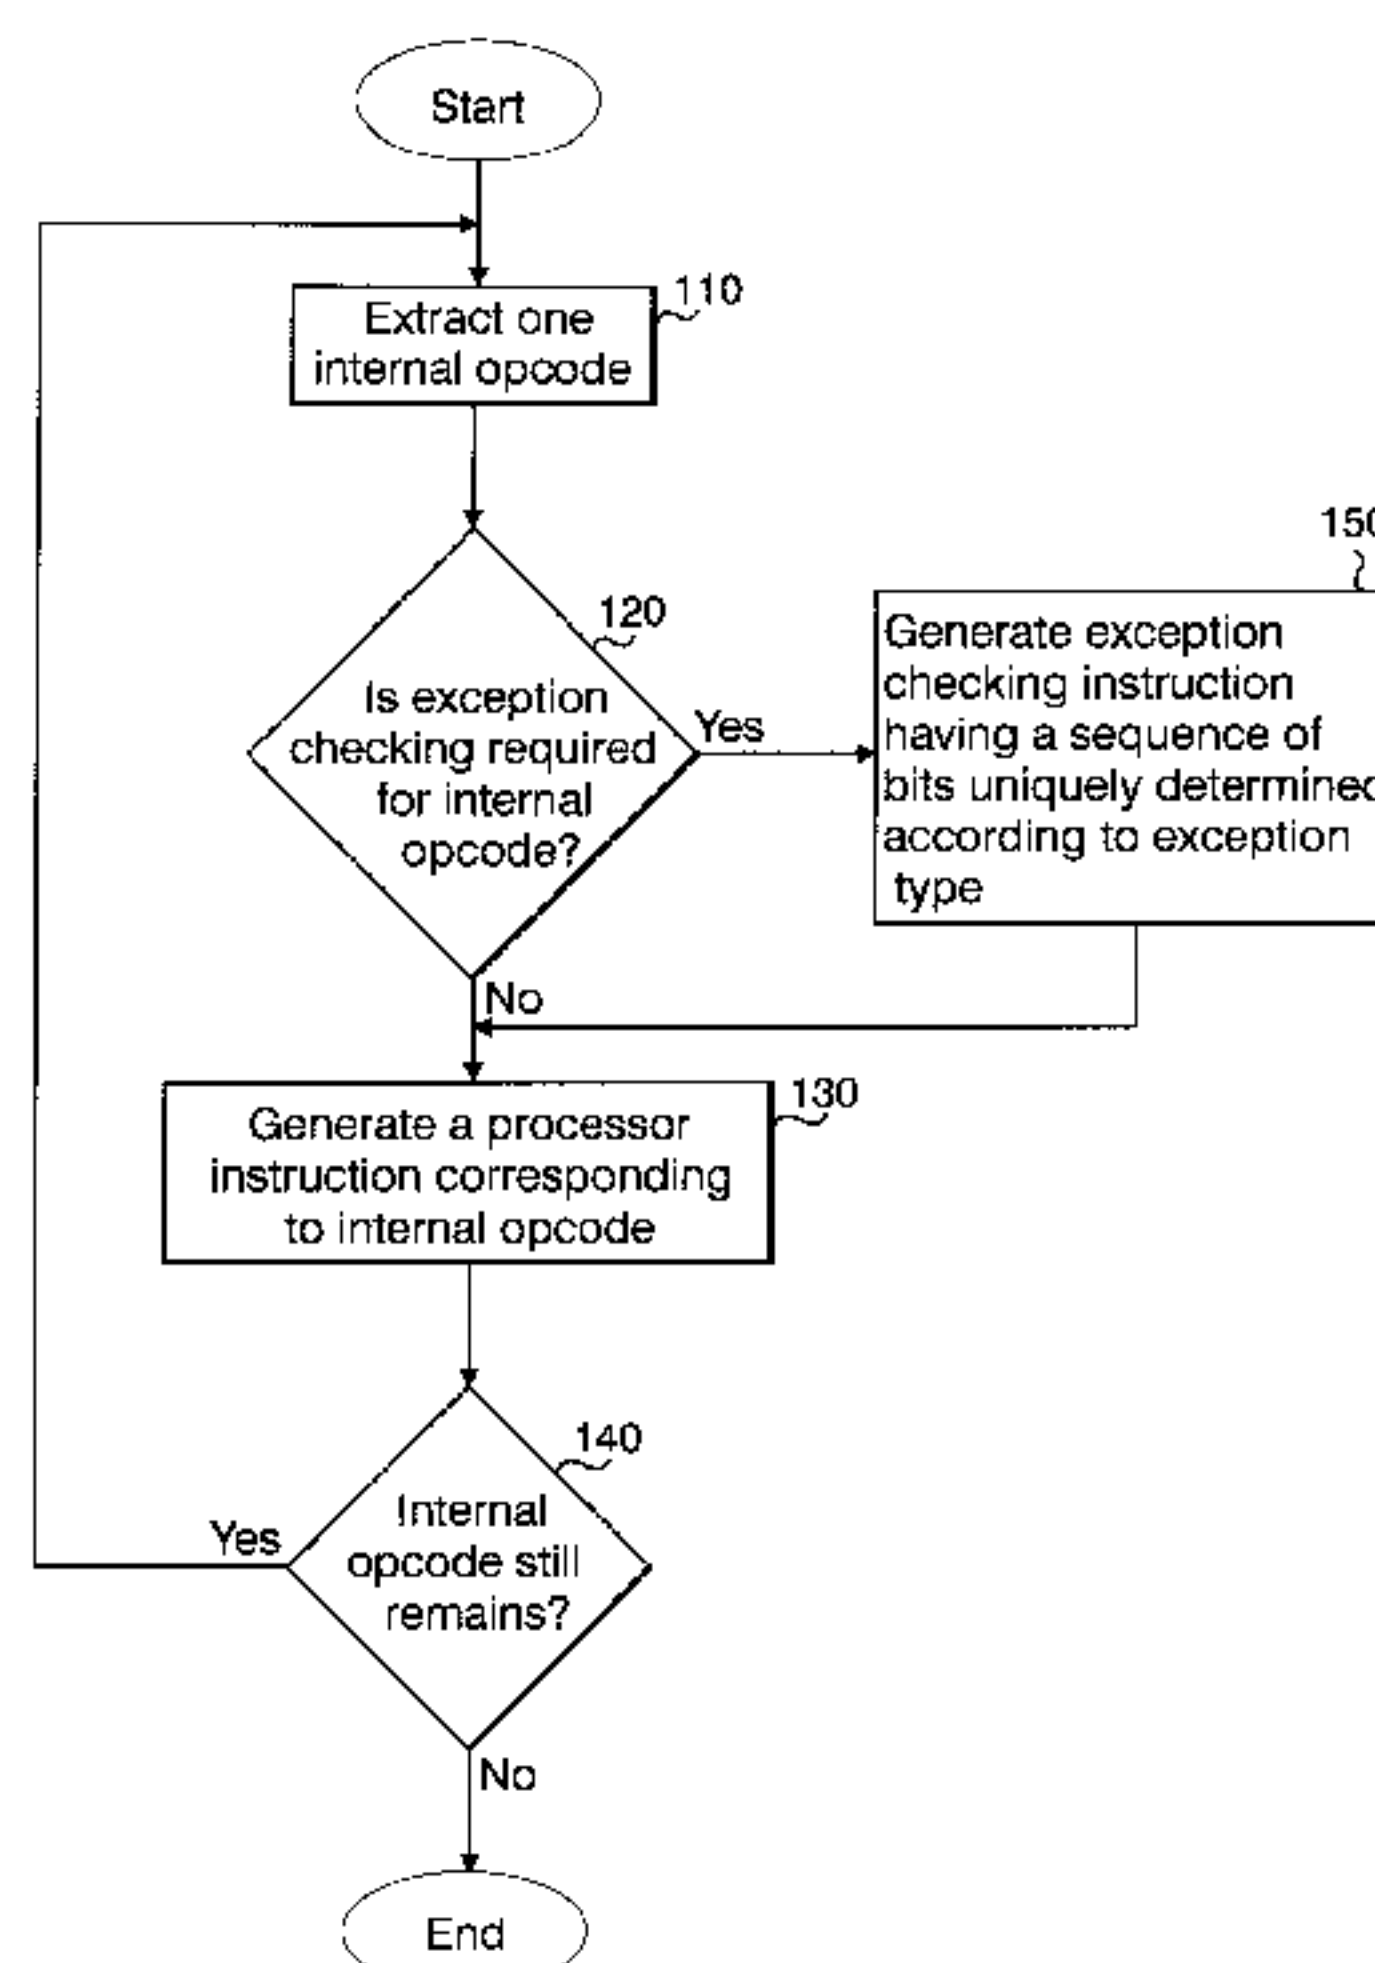 Start
110
Extract one
internal opcode
150
120
Is exception
checking required
for internal
opcode?
Yes
Generate exception
checking instruction
having a sequence of
bits uniquely determined
according to exception
type
No
130
Generate a processor
instruction corresponding
to internal opcode
140
Internal
opcode still
remains?
Yes
No
End